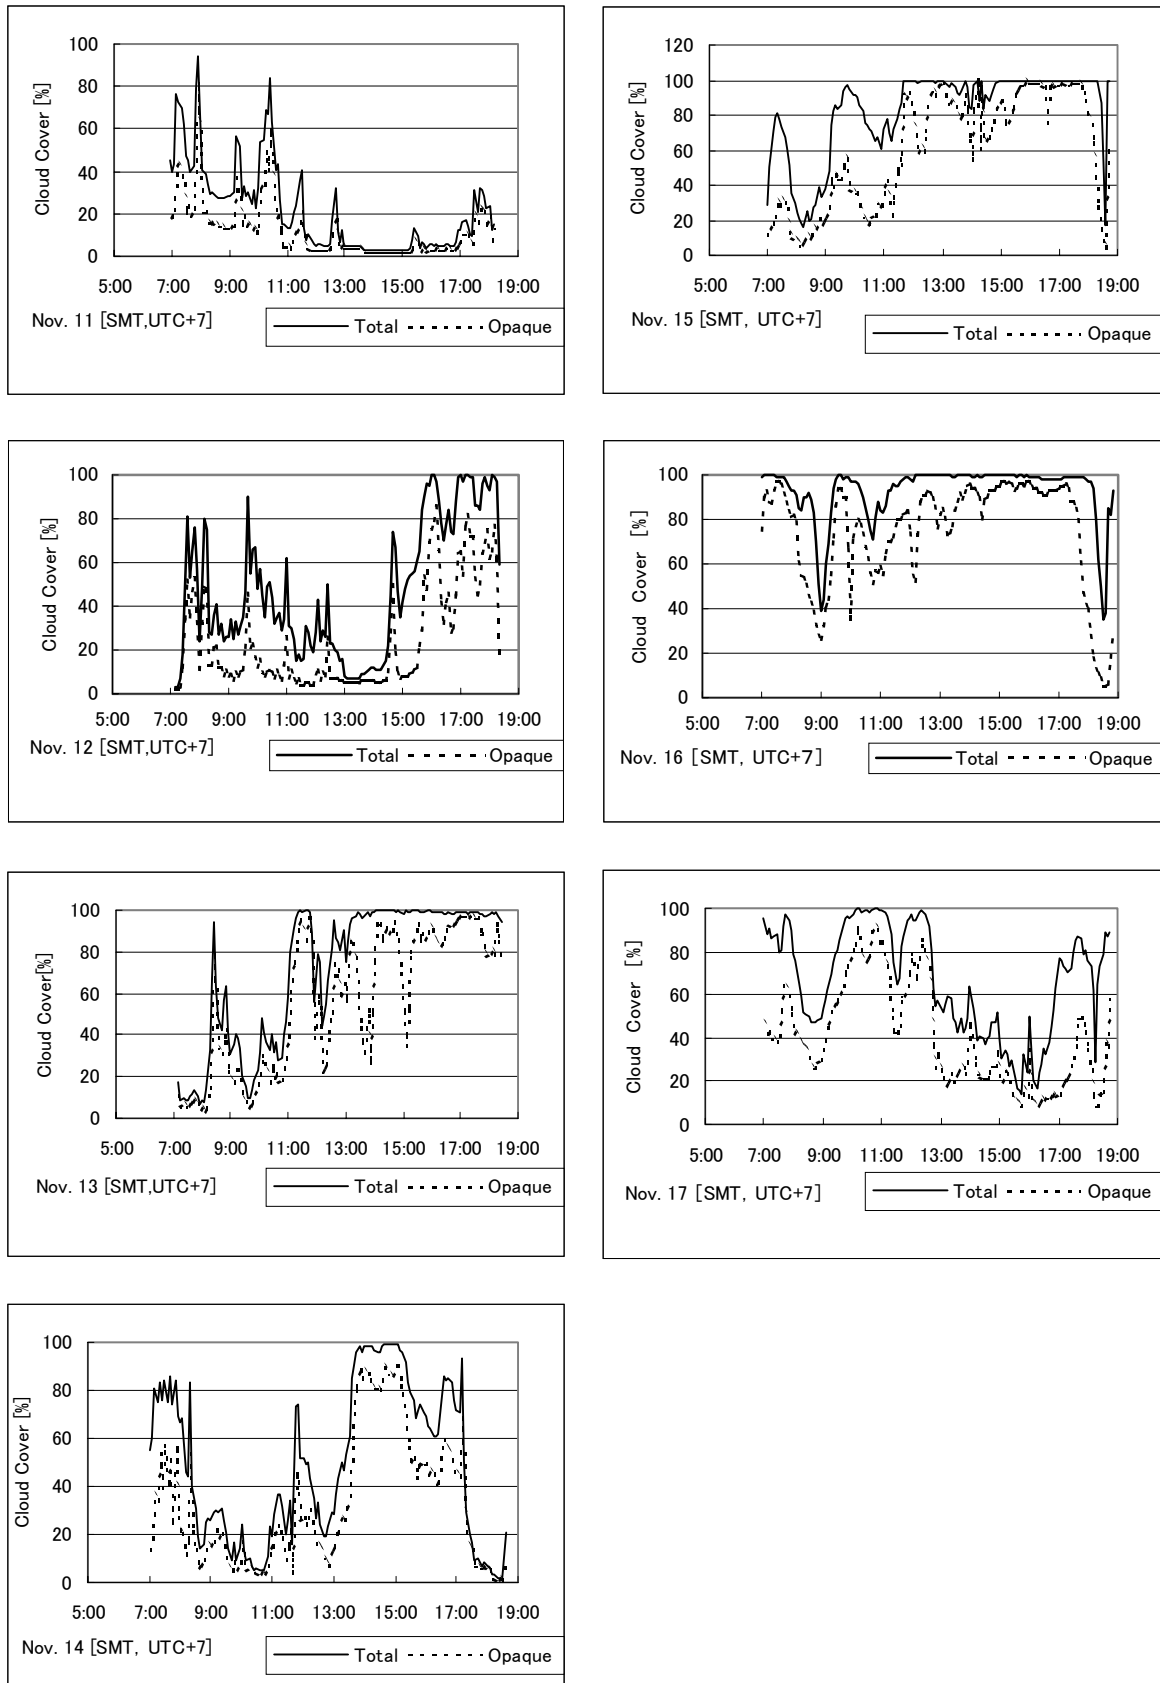 Cloud Cover [%]
100
80
60
40
20
0
5:00 7:00 9:00 11:00 13:00 15:00 17:00 19:00
Nov. 11 [SMT,UTC+7]
Total Opaque
Cloud Cover [%]
100
80
60
40
20
0
5:00 7:00 9:00 11:00 13:00 15:00 17:00 19:00
Nov. 12 [SMT,UTC+7]
Total Opaque
Cloud Cover[%]
100
80
60
40
20
0
5:00 7:00 9:00 11:00 13:00 15:00 17:00 19:00
Nov. 13 [SMT,UTC+7]
Total Opaque
Cloud Cover [%]
100
80
60
40
20
0
5:00 7:00 9:00 11:00 13:00 15:00 17:00 19:00
Nov. 14 [SMT, UTC+7]
Total Opaque
Cloud Cover [%]
120
100
80
60
40
20
0
5:00 7:00 9:00 11:00 13:00 15:00 17:00 19:00
Nov. 15 [SMT, UTC+7]
Total Opaque
Cloud Cover [%]
100
80
60
40
20
0
5:00 7:00 9:00 11:00 13:00 15:00 17:00 19:00
Nov. 16 [SMT, UTC+7]
Total Opaque
Cloud Cover [%]
100
80
60
40
20
0
5:00 7:00 9:00 11:00 13:00 15:00 17:00 19:00
Nov. 17 [SMT, UTC+7]
Total Opaque